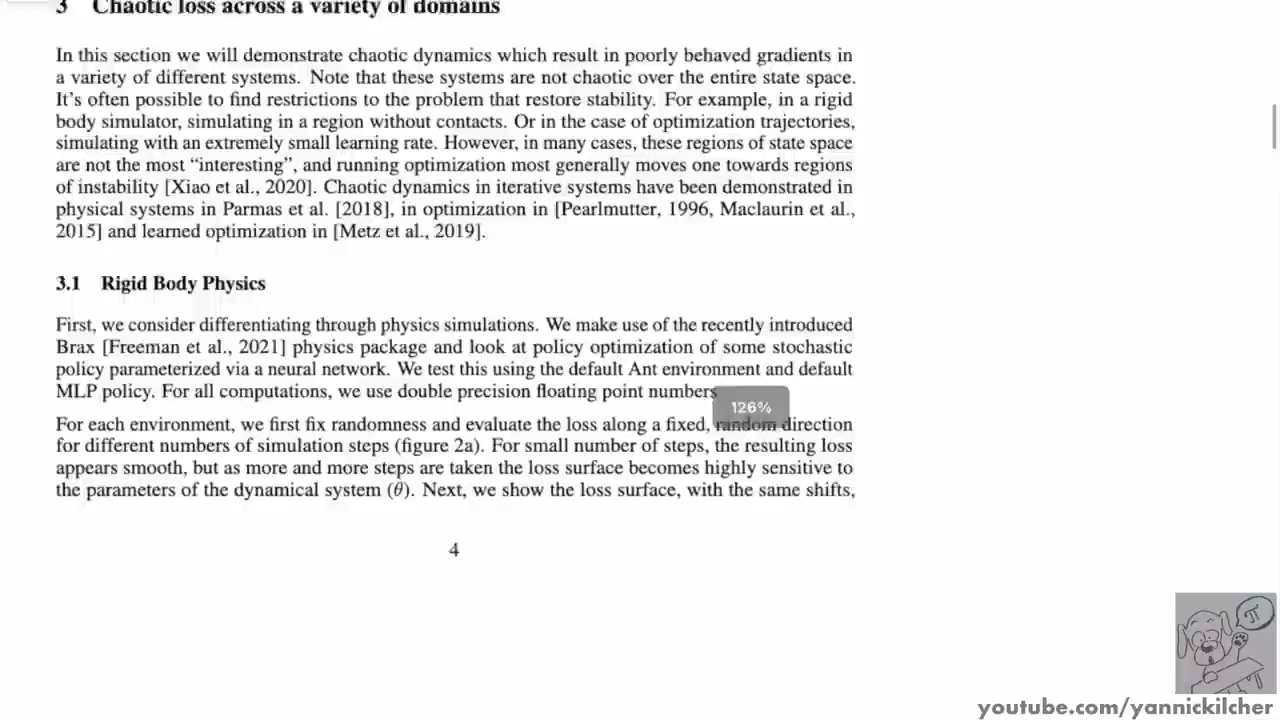 3 Chaotic loss across a variety of domains
In this section we will demonstrate chaotic dynamics which result in poorly behaved gradients in
a variety of different systems. Note that these systems are not chaotic over the entire state space.
It's often possible to find restrictions to the problem that restore stability. For example, in a rigid
body simulator, simulating in a region without contacts. Or in the case of optimization trajectories,
simulating with an extremely small learning rate. However, in many cases, these regions of state space
are not the most “interesting”, and running optimization most generally moves one towards regions
of instability [Xiao et al., 2020]. Chaotic dynamics in iterative systems have been demonstrated in
physical systems in Parmas et al. [2018], in optimization in [Pearlmutter, 1996, Maclaurin et al.,
2015] and learned optimization in [Metz et al., 2019].
3.1 Rigid Body Physics
First, we consider differentiating through physics simulations. We make use of the recently introduced
Brax [Freeman et al., 2021] physics package and look at policy optimization of some stochastic
policy parameterized via a neural network. We test this using the default Ant environment and default
MLP policy. For all computations, we use double precision floating point numbers
126%
For each environment, we first fix randomness and evaluate the loss along a fixed, random direction
for different numbers of simulation steps (figure 2a). For small number of steps, the resulting loss
appears smooth, but as more and more steps are taken the loss surface becomes highly sensitive to
the parameters of the dynamical system (θ). Next, we show the loss surface, with the same shifts,
4
π
youtube.com/yannickilcher